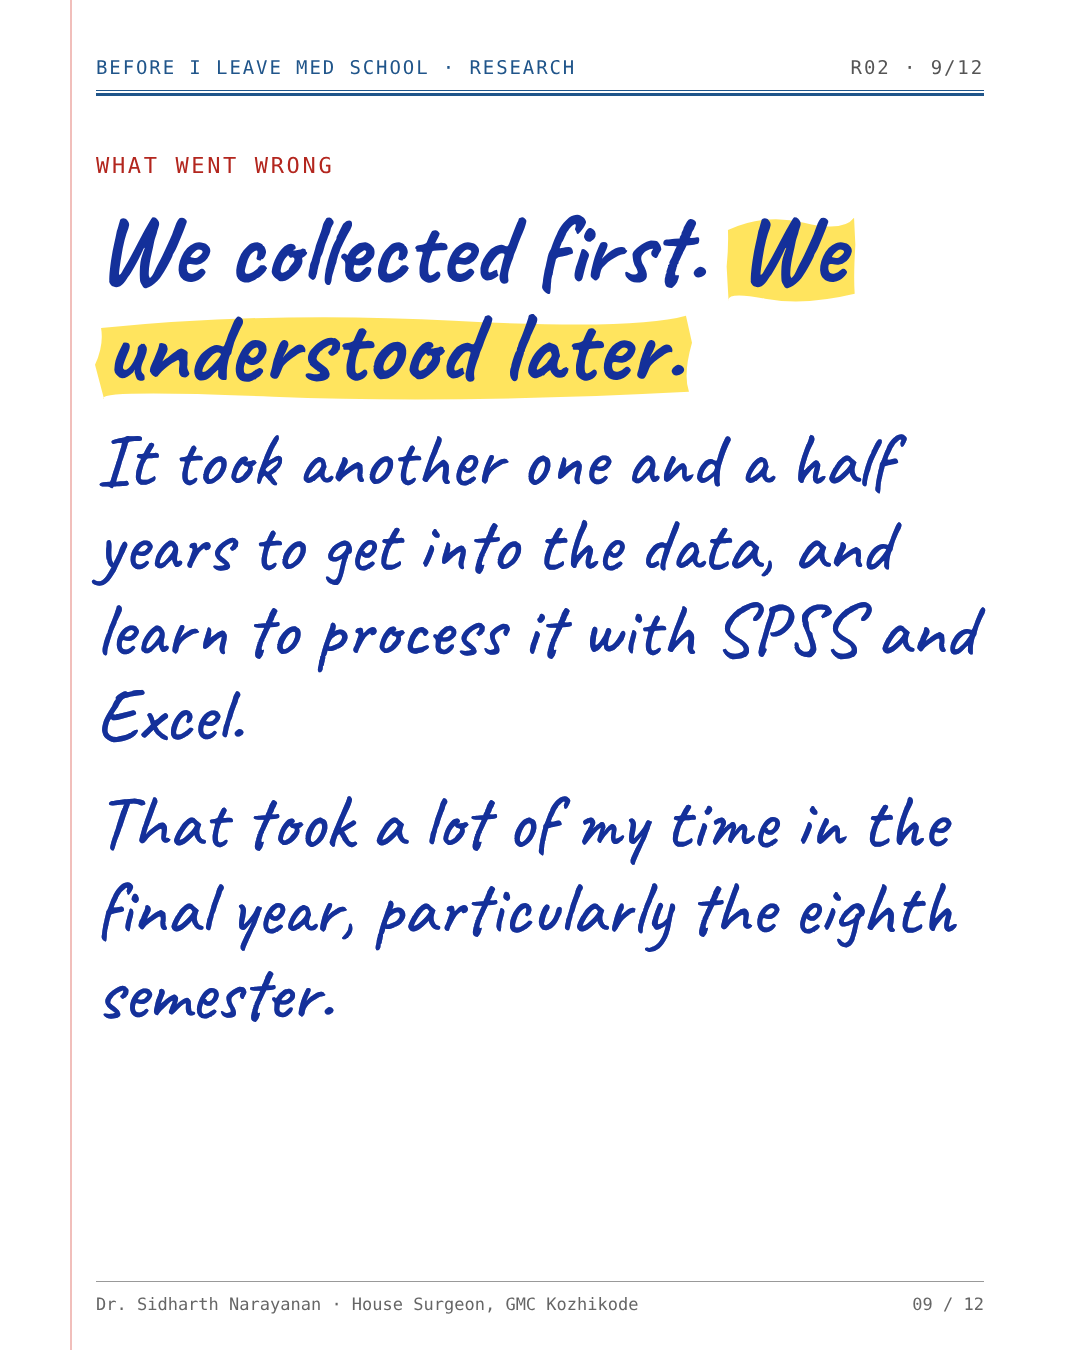 BEFORE I LEAVE MED SCHOOL · RESEARCH
R02 · 9/12
WHAT WENT WRONG
We collected first. We
understood later.
It took another one and a half
years to get into the data, and
learn to process it with SPSS and
Excel.
That took a lot of my time in the
final year, particularly the eighth
semester.
Dr. Sidharth Narayanan · House Surgeon, GMC Kozhikode
09 / 12